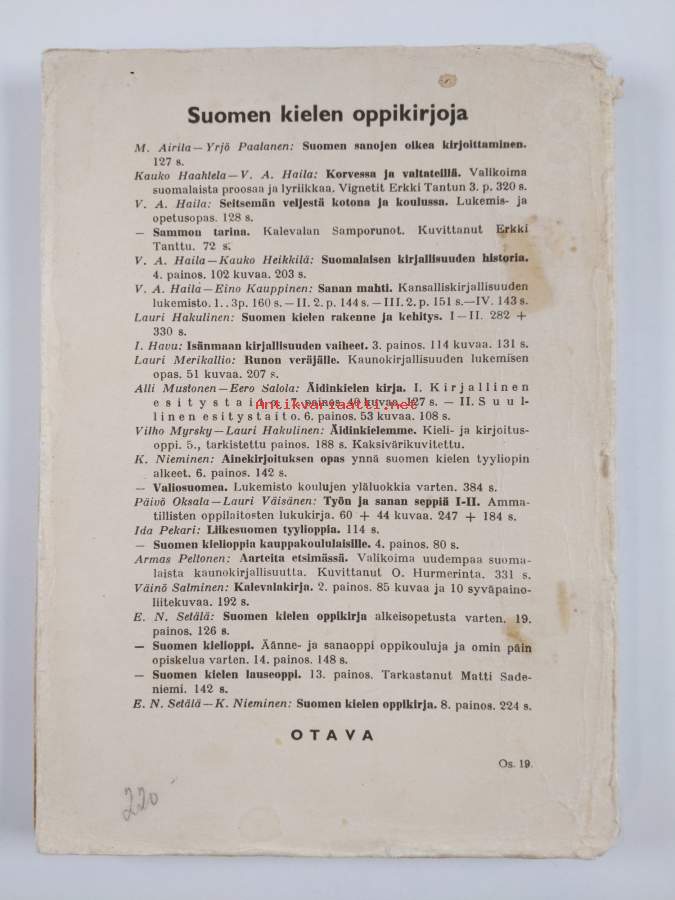 Suomen kielen oppikirjoja
M. Airila—Yrjö Paalanen: Suomen sanojen oikea kirjoittaminen.
127 s.
Kauko Haahtela—V. A. Haila: Korvessa ja valtateillä. Valikoima
suomalaista proosaa ja lyriikkaa. Vignetit Erkki Tantun 3. p. 320 s.
V. A. Haila: Seitsemän veljestä kotona ja koulussa. Lukemis- ja
opetusopas. 128 s.
— Sammon tarina. Kalevalan Samporunot. Kuvittanut Erkki
Tanttu. 72 s.
V. A. Haila—Kauko Heikkilä: Suomalaisen kirjallisuuden historia.
4. painos. 102 kuvaa. 203 s.
V. A. Haila—Eino Kauppinen: Sanan mahti. Kansalliskirjallisuuden
lukemisto. I. . 3p. 160 s. — II. 2. p. 144 s. — III. 2. p. 151 s.—IV. 143 s.
Lauri Hakulinen: Suomen kielen rakenne ja kehitys. I—II. 282 +
330 s.
I. Havu: Isänmaan kirjallisuuden vaiheet. 3. painos. 114 kuvaa. 131 s.
Lauri Merikallio: Runon veräjälle. Kaunokirjallisuuden lukemisen
opas. 51 kuvaa. 207 s.
Alli Mustonen—Eero Salola: Äidinkielen kirja. I. Kirjallinen
esitystaito. 7. painos. 40 kuvaa. 127 s. — II. Suul-
linen esitystaito. 6. painos. 53 kuvaa. 108 s.
Antikvariaatti.net
Vilho Myrsky—Lauri Hakulinen: Äidinkielemme. Kieli- ja kirjoitus-
oppi. 5., tarkistettu painos. 188 s. Kaksivärikuvitettu.
K. Nieminen: Ainekirjoituksen opas ynnä suomen kielen tyyliopin
alkeet. 6. painos. 142 s.
— Valiosuomea. Lukemisto koulujen yläluokkia varten. 384 s.
Päivö Oksala—Lauri Väisänen: Työn ja sanan seppiä I-II. Amma-
tillisten oppilaitosten lukukirja. 60 + 44 kuvaa. 247 + 184 s.
Ida Pekari: Liikesuomen tyylioppia. 114 s.
— Suomen kielioppia kauppakoululaisille. 4. painos. 80 s.
Armas Peltonen: Aarteita etsimässä. Valikoima uudempaa suoma-
laista kaunokirjallisuutta. Kuvittanut O. Hurmerinta. 331 s.
Väinö Salminen: Kalevalakirja. 2. painos. 85 kuvaa ja 10 syväpaino-
liitekuvaa. 192 s.
E. N. Setälä: Suomen kielen oppikirja alkeisopetusta varten. 19.
painos. 126 s.
— Suomen kielioppi. Äänne- ja sanaoppi oppikouluja ja omin päin
opiskelua varten. 14. painos. 148 s.
— Suomen kielen lauseoppi. 13. painos. Tarkastanut Matti Sade-
niemi. 142 s.
E. N. Setälä—K. Nieminen: Suomen kielen oppikirja. 8. painos. 224 s.
OTAVA
Os. 19.
220